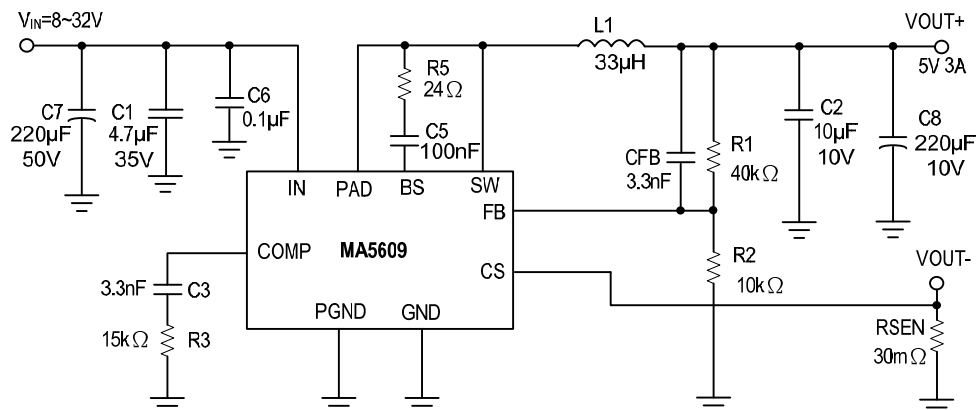 VIN=8~32V
L1
33µH
VOUT+
5V 3A
C7
220µF
50V
C1
4.7µF
35V
C6
0.1µF
R5
24Ω
C5
100nF
CFB
3.3nF
R1
40kΩ
C2
10µF
10V
C8
220µF
10V
IN
PAD
BS
SW
FB
COMP
MA5609
CS
R2
10kΩ
VOUT-
3.3nF
C3
15kΩ
R3
PGND
GND
RSEN
30mΩ